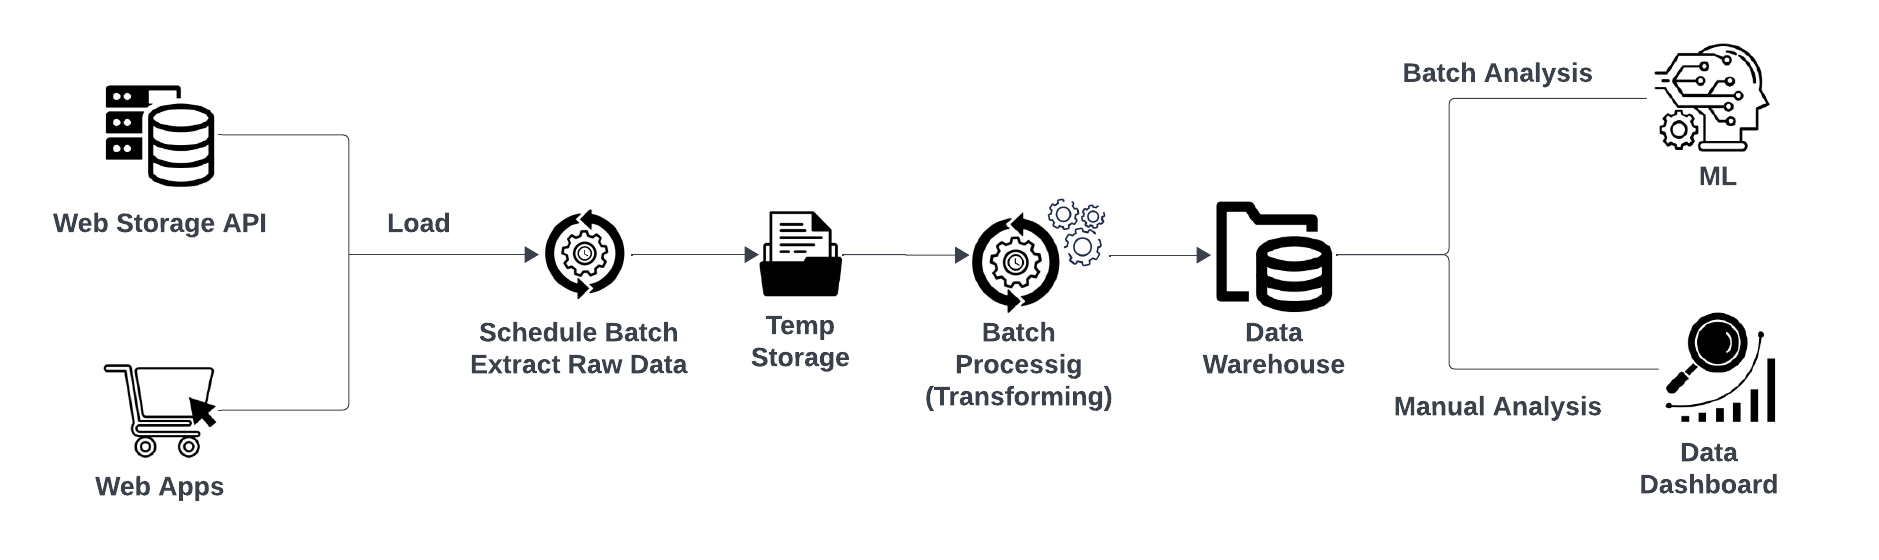 Web Storage API
Web Apps
Load
Schedule Batch
Extract Raw Data
Temp
Storage
Batch
Processig
(Transforming)
Data
Warehouse
Batch Analysis
ML
Manual Analysis
Data
Dashboard